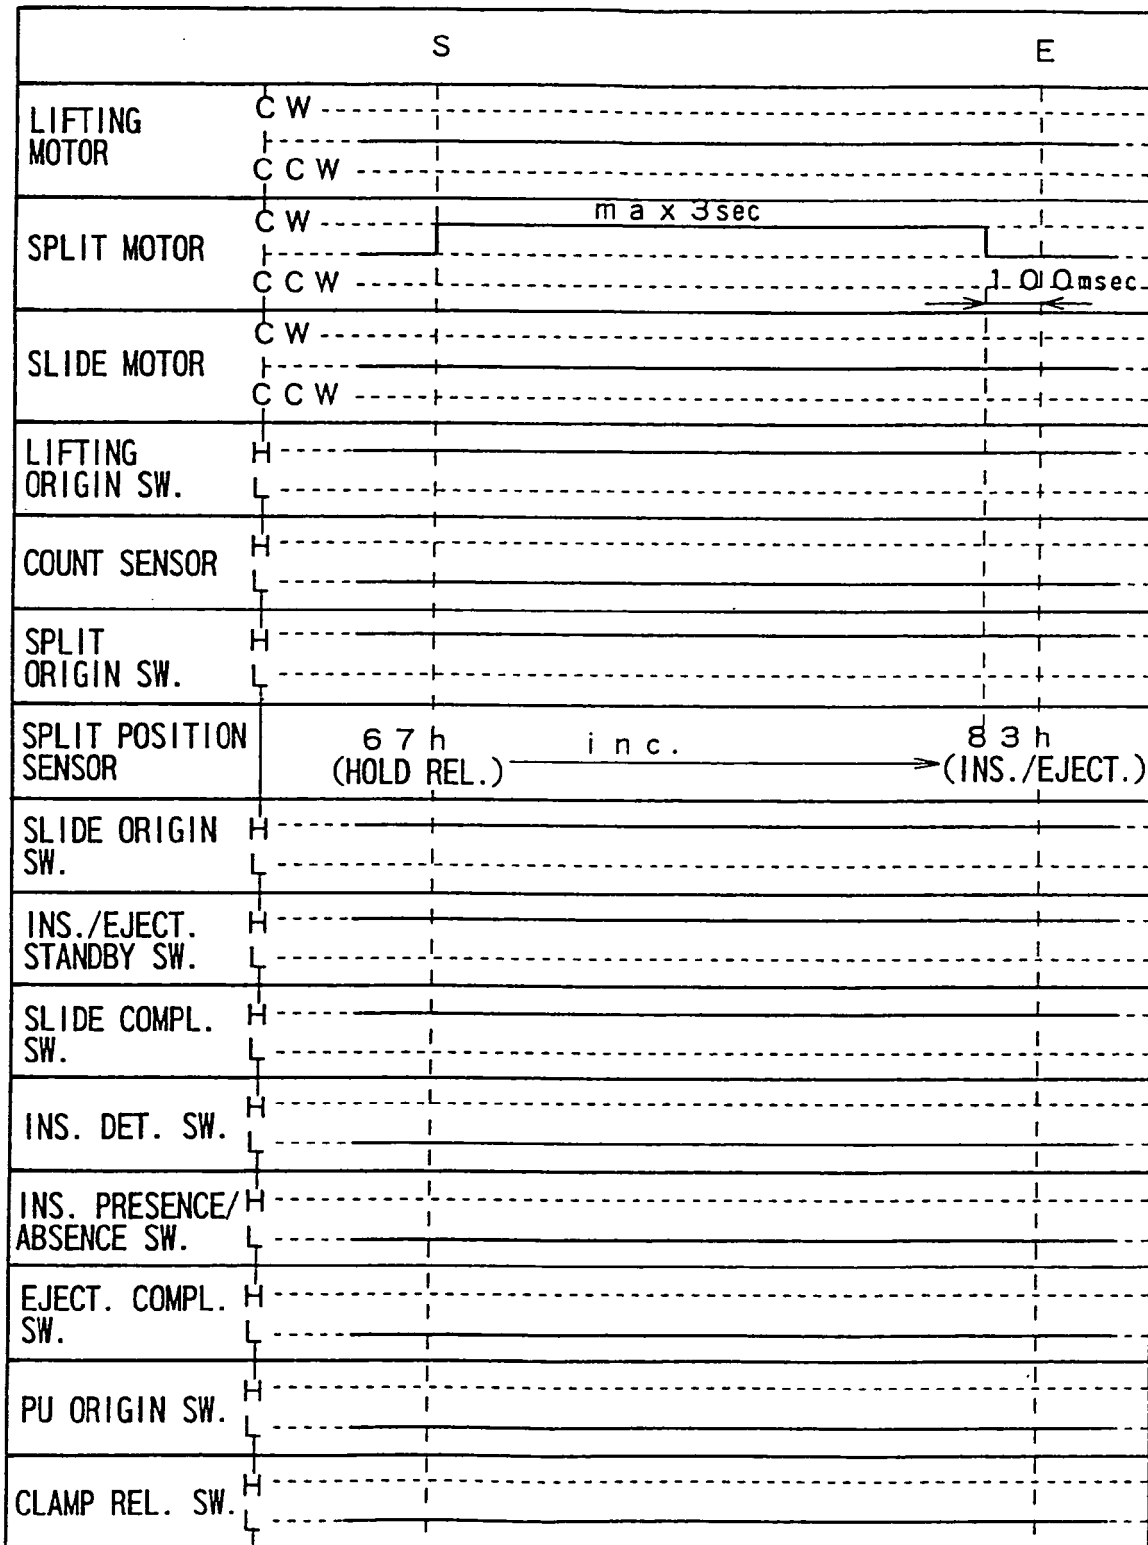 S E
LIFTING
MOTOR
CW
CCW
SPLIT MOTOR
CW
CCW
max 3sec
100msec
SLIDE MOTOR
CW
CCW
LIFTING
ORIGIN SW.
H
L
COUNT SENSOR
H
L
SPLIT
ORIGIN SW.
H
L
SPLIT POSITION
SENSOR
67h
(HOLD REL.)
inc.
83h
(INS./EJECT.)
SLIDE ORIGIN
SW.
H
L
INS./EJECT.
STANDBY SW.
H
L
SLIDE COMPL.
SW.
H
L
INS. DET. SW.
H
L
INS. PRESENCE/
ABSENCE SW.
H
L
EJECT. COMPL.
SW.
H
L
PU ORIGIN SW.
H
L
CLAMP REL. SW.
H
L